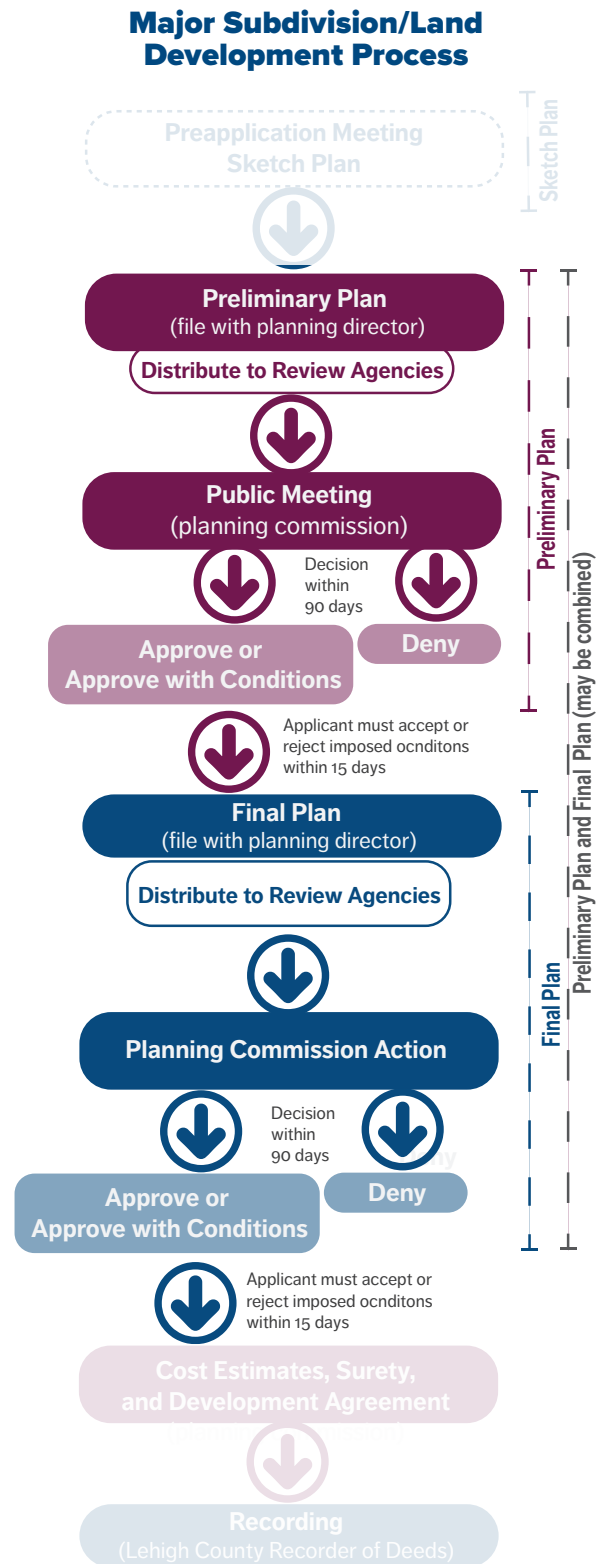 Major Subdivision/Land
Development Process
Preapplication Meeting
Sketch Plan
Sketch Plan
Preliminary Plan
(file with planning director)
Distribute to Review Agencies
Public Meeting
(planning commission)
Decision
within
90 days
Approve or
Approve with Conditions
Deny
Preliminary Plan
Applicant must accept or
reject imposed ocnditons
within 15 days
Final Plan
(file with planning director)
Distribute to Review Agencies
Planning Commission Action
Decision
within
90 days
Approve or
Approve with Conditions
Deny
Final Plan
Preliminary Plan and Final Plan (may be combined)
Applicant must accept or
reject imposed ocnditons
within 15 days
Cost Estimates, Surety,
and Development Agreement
Recording
(Lehigh County Recorder of Deeds)